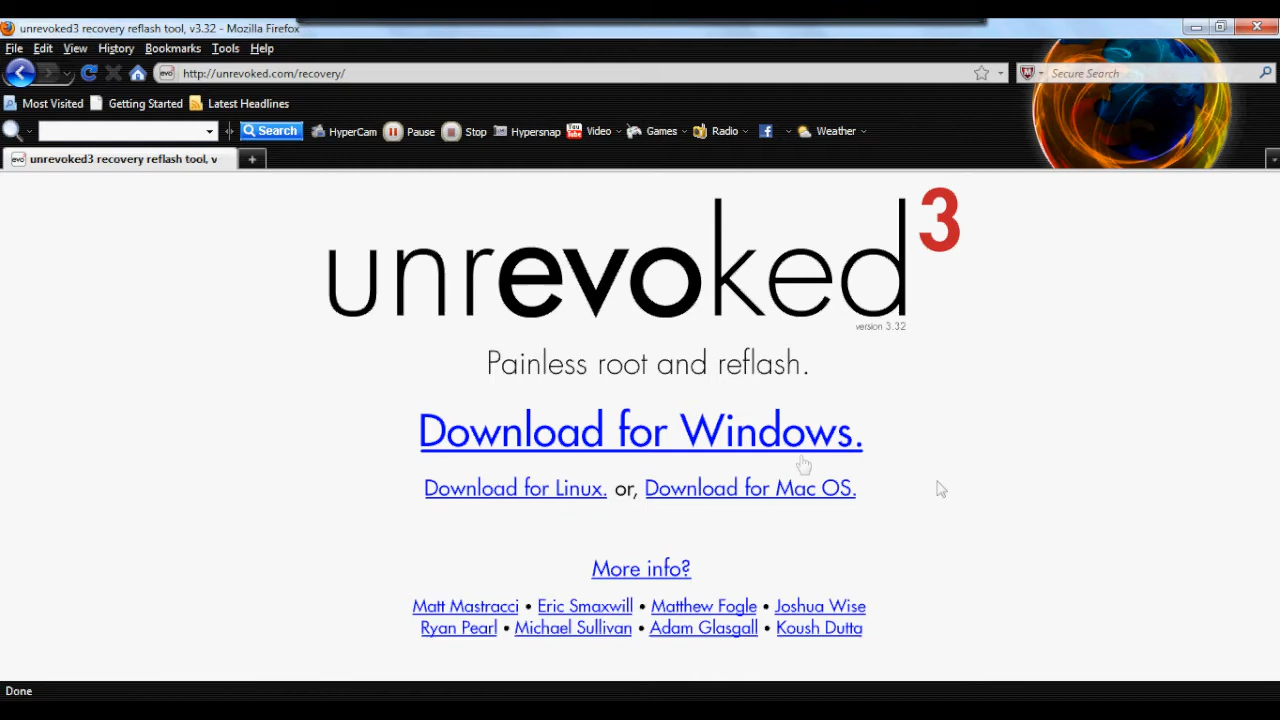 unrevoked3 recovery reflash tool, v3.32 - Mozilla Firefox
File Edit View History Bookmarks Tools Help
evo http://unrevoked.com/recovery/ Secure Search
Most Visited Getting Started Latest Headlines
Search HyperCam Pause Stop Hypersnap You Tube Video Games Radio f Weather
evo unrevoked3 recovery reflash tool, v +
unrevoked3
version 3.32
Painless root and reflash.
Download for Windows.
Download for Linux. or, Download for Mac OS.
More info?
Matt Mastracci • Eric Smaxwill • Matthew Fogle • Joshua Wise
Ryan Pearl • Michael Sullivan • Adam Glasgall • Koush Dutta
Done